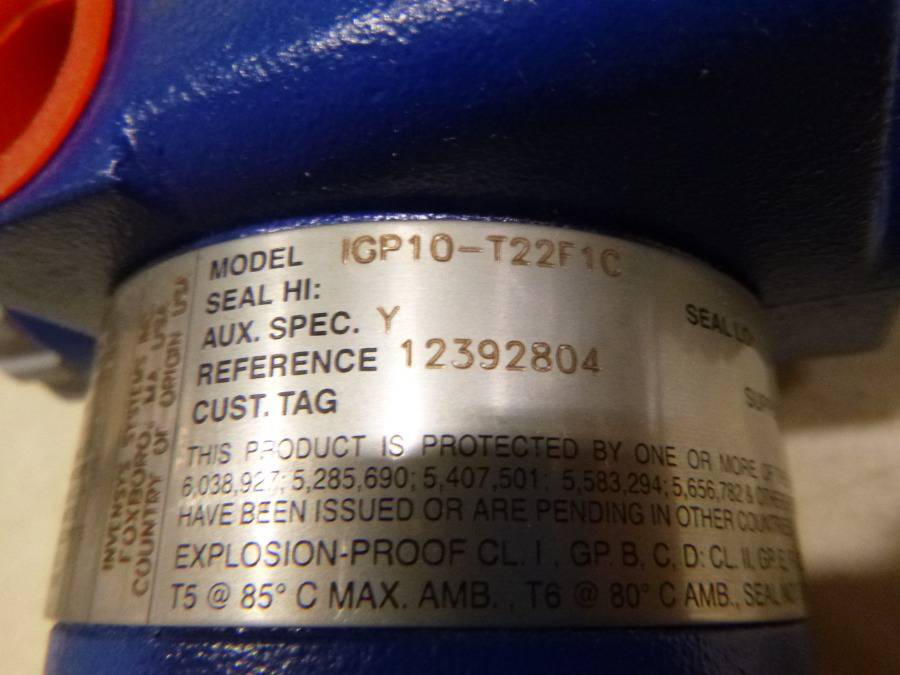 MODEL IGP10-T22F1C
SEAL HI:
AUX. SPEC. Y
SEAL LO
REFERENCE 12392804
CUST. TAG
THIS PRODUCT IS PROTECTED BY ONE OR MORE OF
6,038,927; 5,285,690; 5,407,501; 5,583,294; 5,656,782 &
HAVE BEEN ISSUED OR ARE PENDING IN OTHER
EXPLOSION-PROOF CL. I, GP. B, C, D: CL. II, GP. E,
T5 @ 85° C MAX. AMB., T6 @ 80° C AMB., SEAL
INVENSYS SYSTEMS INC.
FOXBORO, MA USA
COUNTRY OF ORIGIN USA